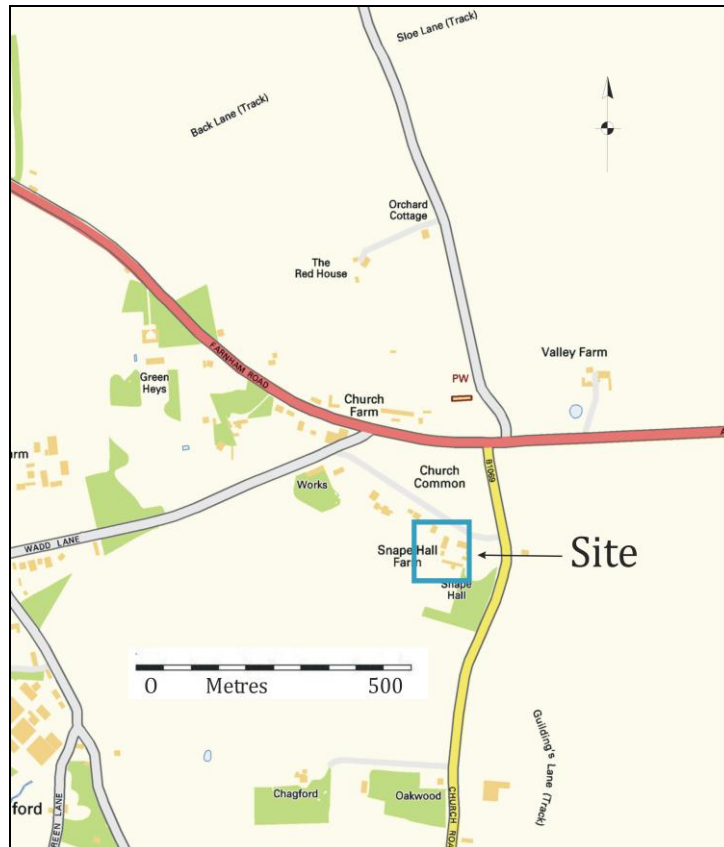 Sloe Lane (Track)
Back Lane (Track)
Orchard
Cottage
The
Red House
FARNHAM ROAD
Valley Farm
PW
Green
Heys
Church
Farm
A
arm
B1069
Church
Common
Works
WADD LANE
Snape Hall
Farm
Site
Snape
Hall
0 Metres 500
Guilding's Lane (Track)
Chagford
Oakwood
CHURCH ROA
ford
REEN LANE